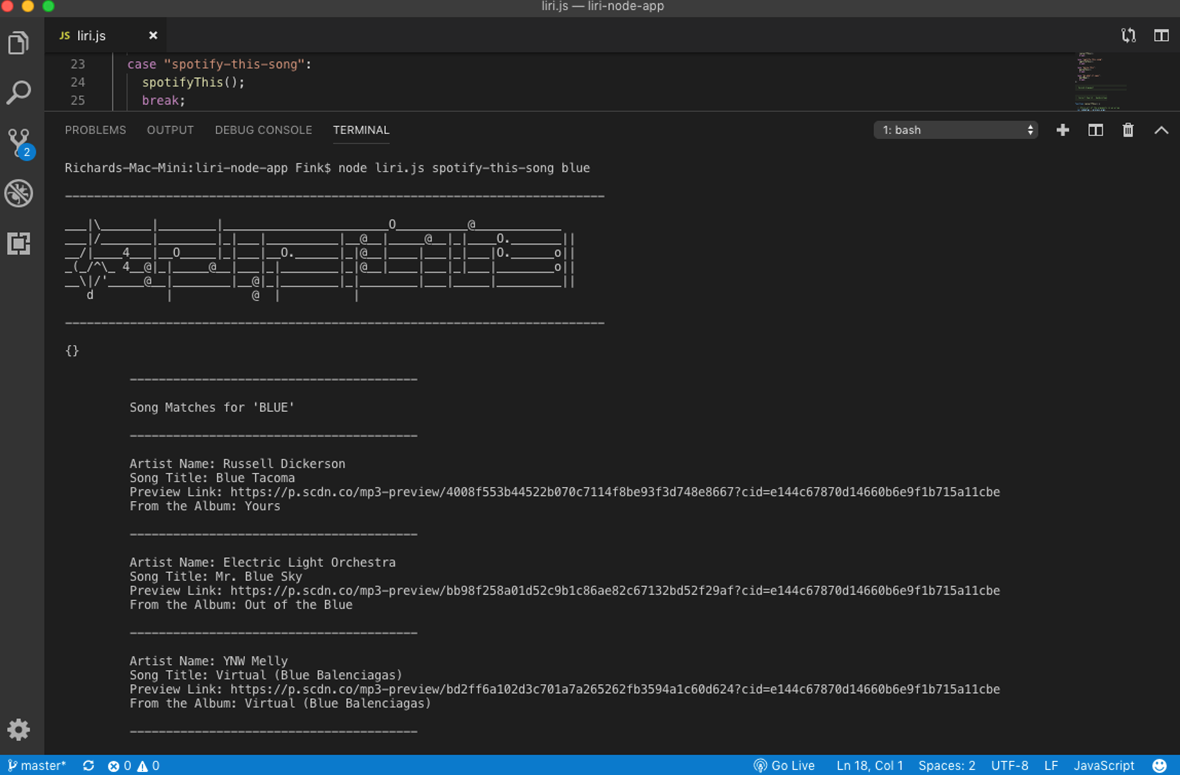 liri.js — liri-node-app
JS liri.js ×
23 case "spotify-this-song":
24 spotifyThis();
25 break;
PROBLEMS OUTPUT DEBUG CONSOLE TERMINAL 1: bash
2
Richards-Mac-Mini:liri-node-app Fink$ node liri.js spotify-this-song blue
{}
Song Matches for 'BLUE'
Artist Name: Russell Dickerson
Song Title: Blue Tacoma
Preview Link: https://p.scdn.co/mp3-preview/4008f553b44522b070c7114f8be93f3d748e8667?cid=e144c67870d14660b6e9f1b715a11cbe
From the Album: Yours
Artist Name: Electric Light Orchestra
Song Title: Mr. Blue Sky
Preview Link: https://p.scdn.co/mp3-preview/bb98f258a01d52c9b1c86ae82c67132bd52f29af?cid=e144c67870d14660b6e9f1b715a11cbe
From the Album: Out of the Blue
Artist Name: YNW Melly
Song Title: Virtual (Blue Balenciagas)
Preview Link: https://p.scdn.co/mp3-preview/bd2ff6a102d3c701a7a265262fb3594a1c60d624?cid=e144c67870d14660b6e9f1b715a11cbe
From the Album: Virtual (Blue Balenciagas)
master* 0 0 Go Live Ln 18, Col 1 Spaces: 2 UTF-8 LF JavaScript